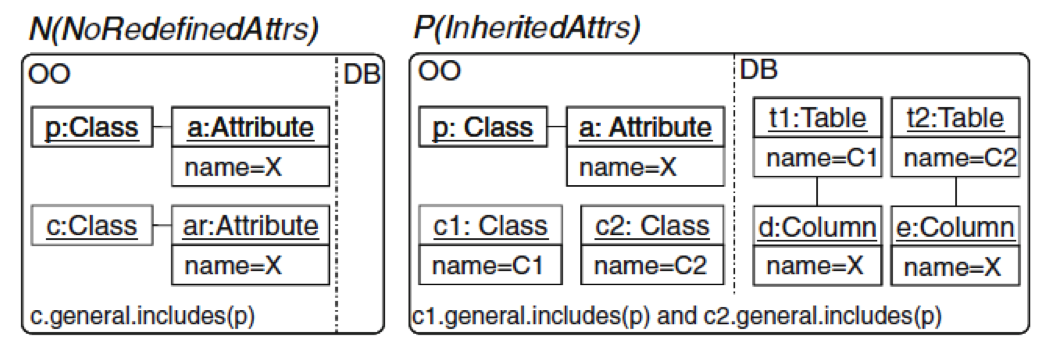 N(NoRedefinedAttrs)
OO
DB
p:Class
a:Attribute
name=X
c:Class
ar:Attribute
name=X
c.general.includes(p)
P(InheritedAttrs)
OO
DB
p: Class
a: Attribute
name=X
t1:Table
name=C1
t2:Table
name=C2
c1: Class
name=C1
c2: Class
name=C2
d:Column
name=X
e:Column
name=X
c1.general.includes(p) and c2.general.includes(p)